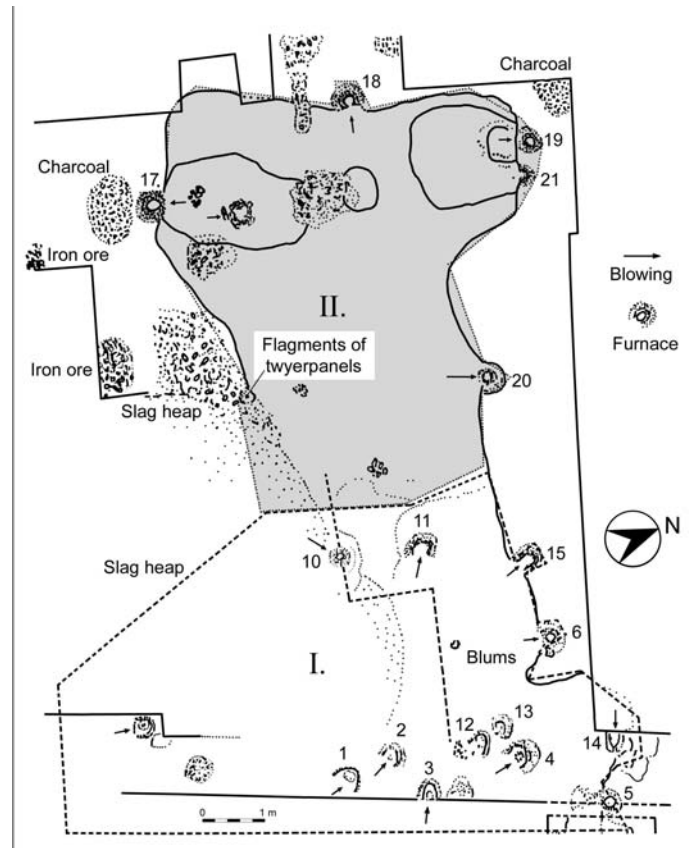 18
Charcoal
19
Charcoal
17
21
Iron ore
Blowing
II.
Furnace
Flagments of
twyerpanels
Iron ore
20
Slag heap
N
11
10
15
Slag heap
6
I.
Blums
13
2
12
14
1
4
3
5
0 1 m